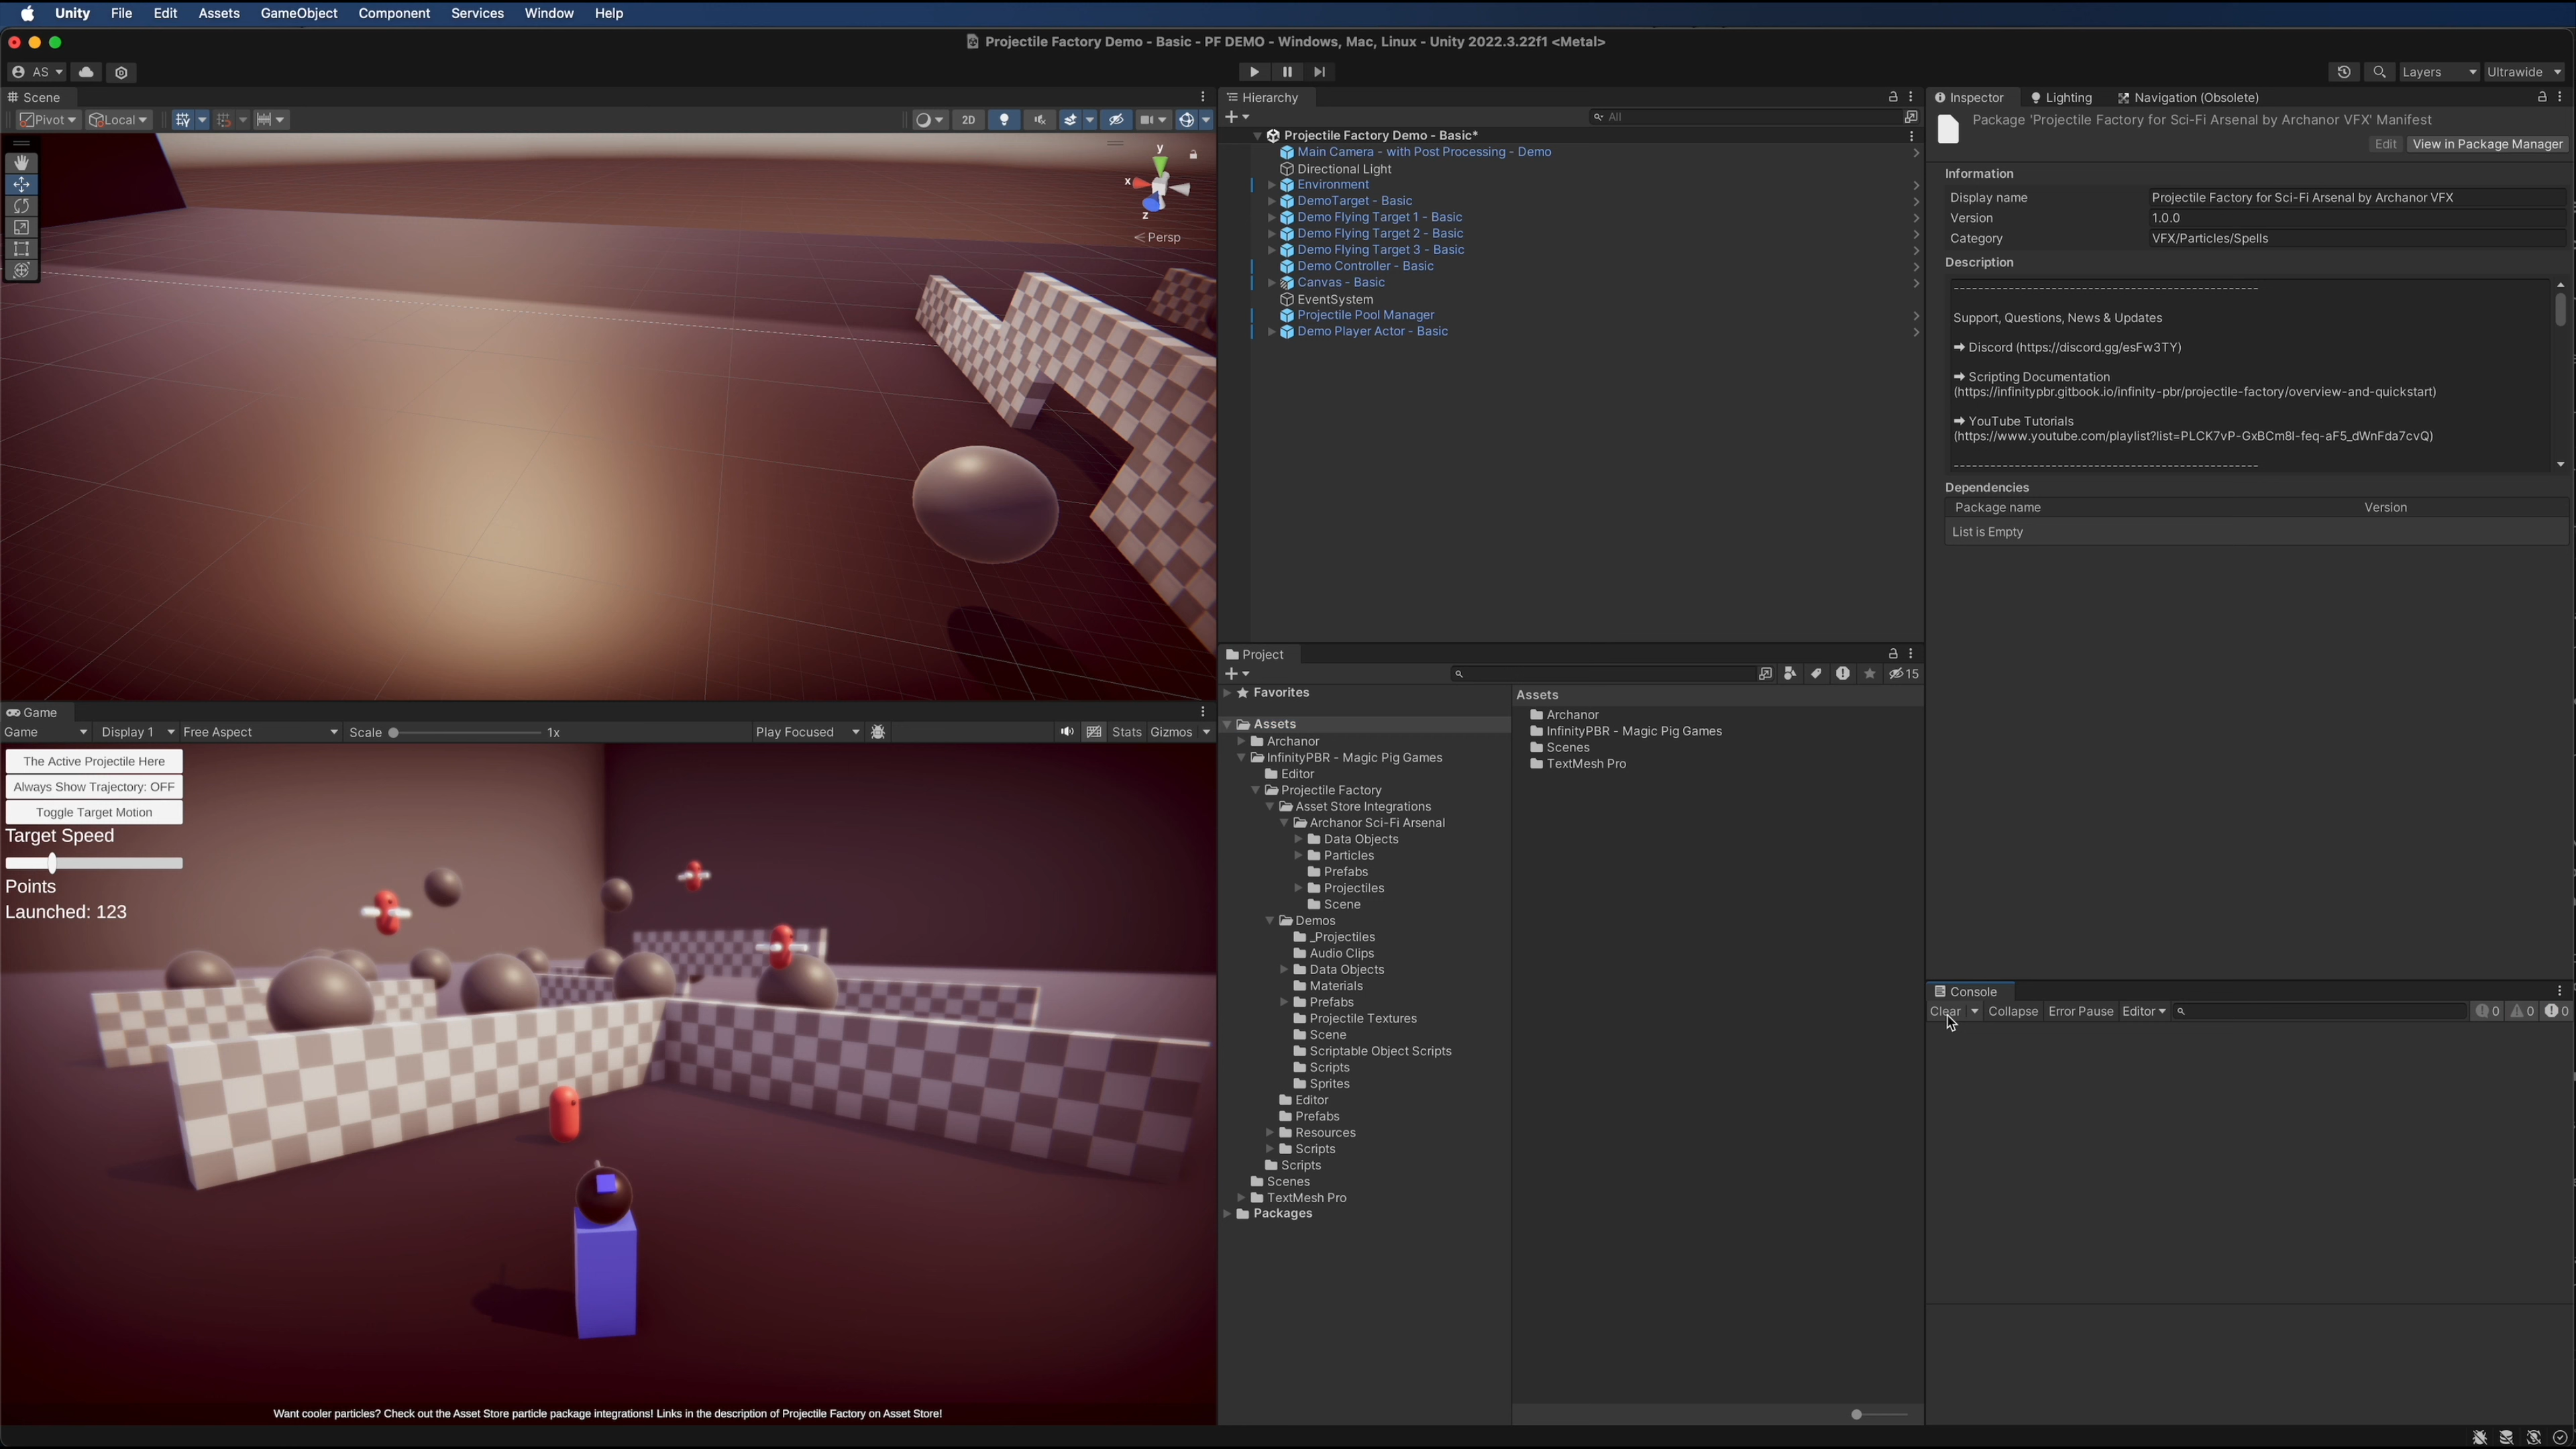 Unity File Edit Assets GameObject Component Services Window Help
Projectile Factory Demo - Basic - PF DEMO - Windows, Mac, Linux - Unity 2022.3.22f1 <Metal>
AS
Layers Ultrawide
Scene
Pivot Local 2D
y
x
z
Persp
Game
Game Display 1 Free Aspect Scale 1x Play Focused Stats Gizmos
The Active Projectile Here
Always Show Trajectory: OFF
Toggle Target Motion
Target Speed
Points
Launched: 123
Want cooler particles? Check out the Asset Store particle package integrations! Links in the description of Projectile Factory on Asset Store!
Hierarchy
All
Projectile Factory Demo - Basic*
Main Camera - with Post Processing - Demo
Directional Light
Environment
DemoTarget - Basic
Demo Flying Target 1 - Basic
Demo Flying Target 2 - Basic
Demo Flying Target 3 - Basic
Demo Controller - Basic
Canvas - Basic
EventSystem
Projectile Pool Manager
Demo Player Actor - Basic
Project
15
Favorites
Assets
Archanor
InfinityPBR - Magic Pig Games
Editor
Projectile Factory
Asset Store Integrations
Archanor Sci-Fi Arsenal
Data Objects
Particles
Prefabs
Projectiles
Scene
Demos
_Projectiles
Audio Clips
Data Objects
Materials
Prefabs
Projectile Textures
Scene
Scriptable Object Scripts
Scripts
Sprites
Editor
Prefabs
Resources
Scripts
Scripts
Scenes
TextMesh Pro
Packages
Assets
Archanor
InfinityPBR - Magic Pig Games
Scenes
TextMesh Pro
Inspector Lighting Navigation (Obsolete)
Package 'Projectile Factory for Sci-Fi Arsenal by Archanor VFX' Manifest
Edit View in Package Manager
Information
Display name Projectile Factory for Sci-Fi Arsenal by Archanor VFX
Version 1.0.0
Category VFX/Particles/Spells
Description
--------------------------------------------------
Support, Questions, News & Updates
➡ Discord (https://discord.gg/esFw3TY)
➡ Scripting Documentation
(https://infinitypbr.gitbook.io/infinity-pbr/projectile-factory/overview-and-quickstart)
➡ YouTube Tutorials
(https://www.youtube.com/playlist?list=PLCK7vP-GxBCm8l-feq-aF5_dWnFda7cvQ)
--------------------------------------------------
Dependencies
Package name Version
List is Empty
Console
Clear Collapse Error Pause Editor 0 0 0